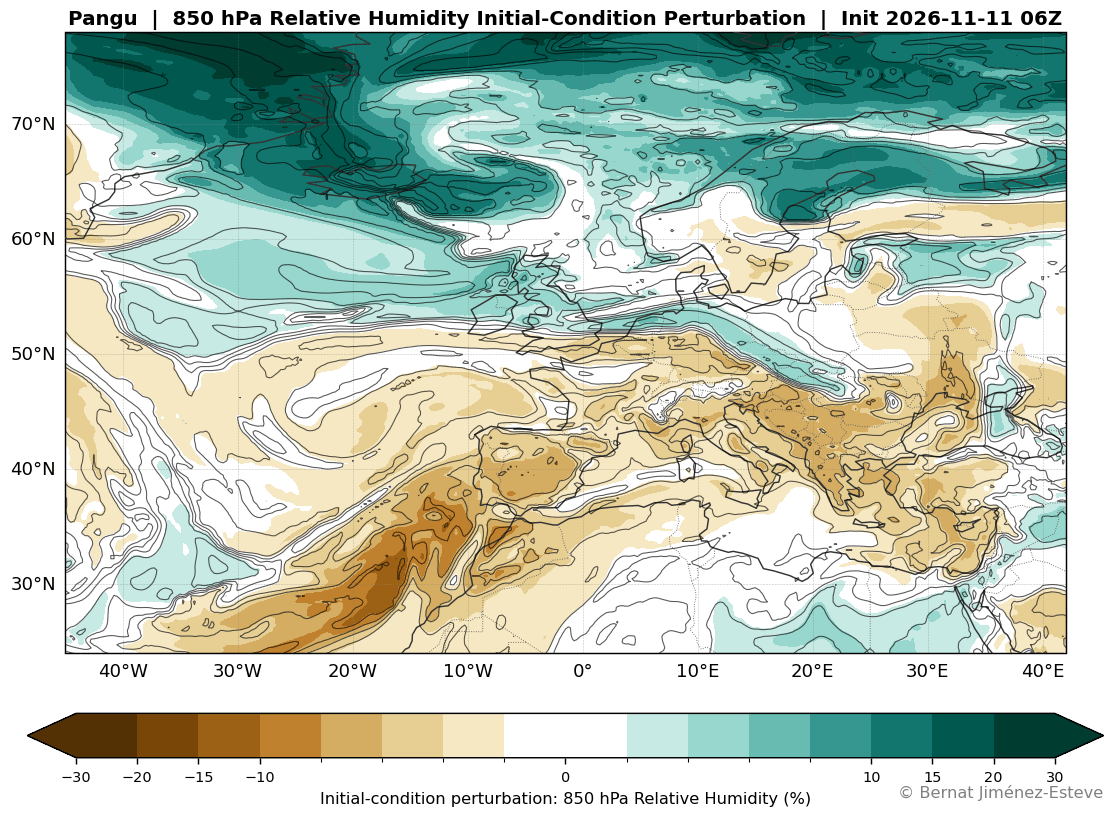 Pangu | 850 hPa Relative Humidity Initial-Condition Perturbation | Init 2026-11-11 06Z
70°N
60°N
50°N
40°N
30°N
40°W 30°W 20°W 10°W 0° 10°E 20°E 30°E 40°E
−30 −20 −15 −10 0 10 15 20 30
Initial-condition perturbation: 850 hPa Relative Humidity (%)
© Bernat Jiménez-Esteve